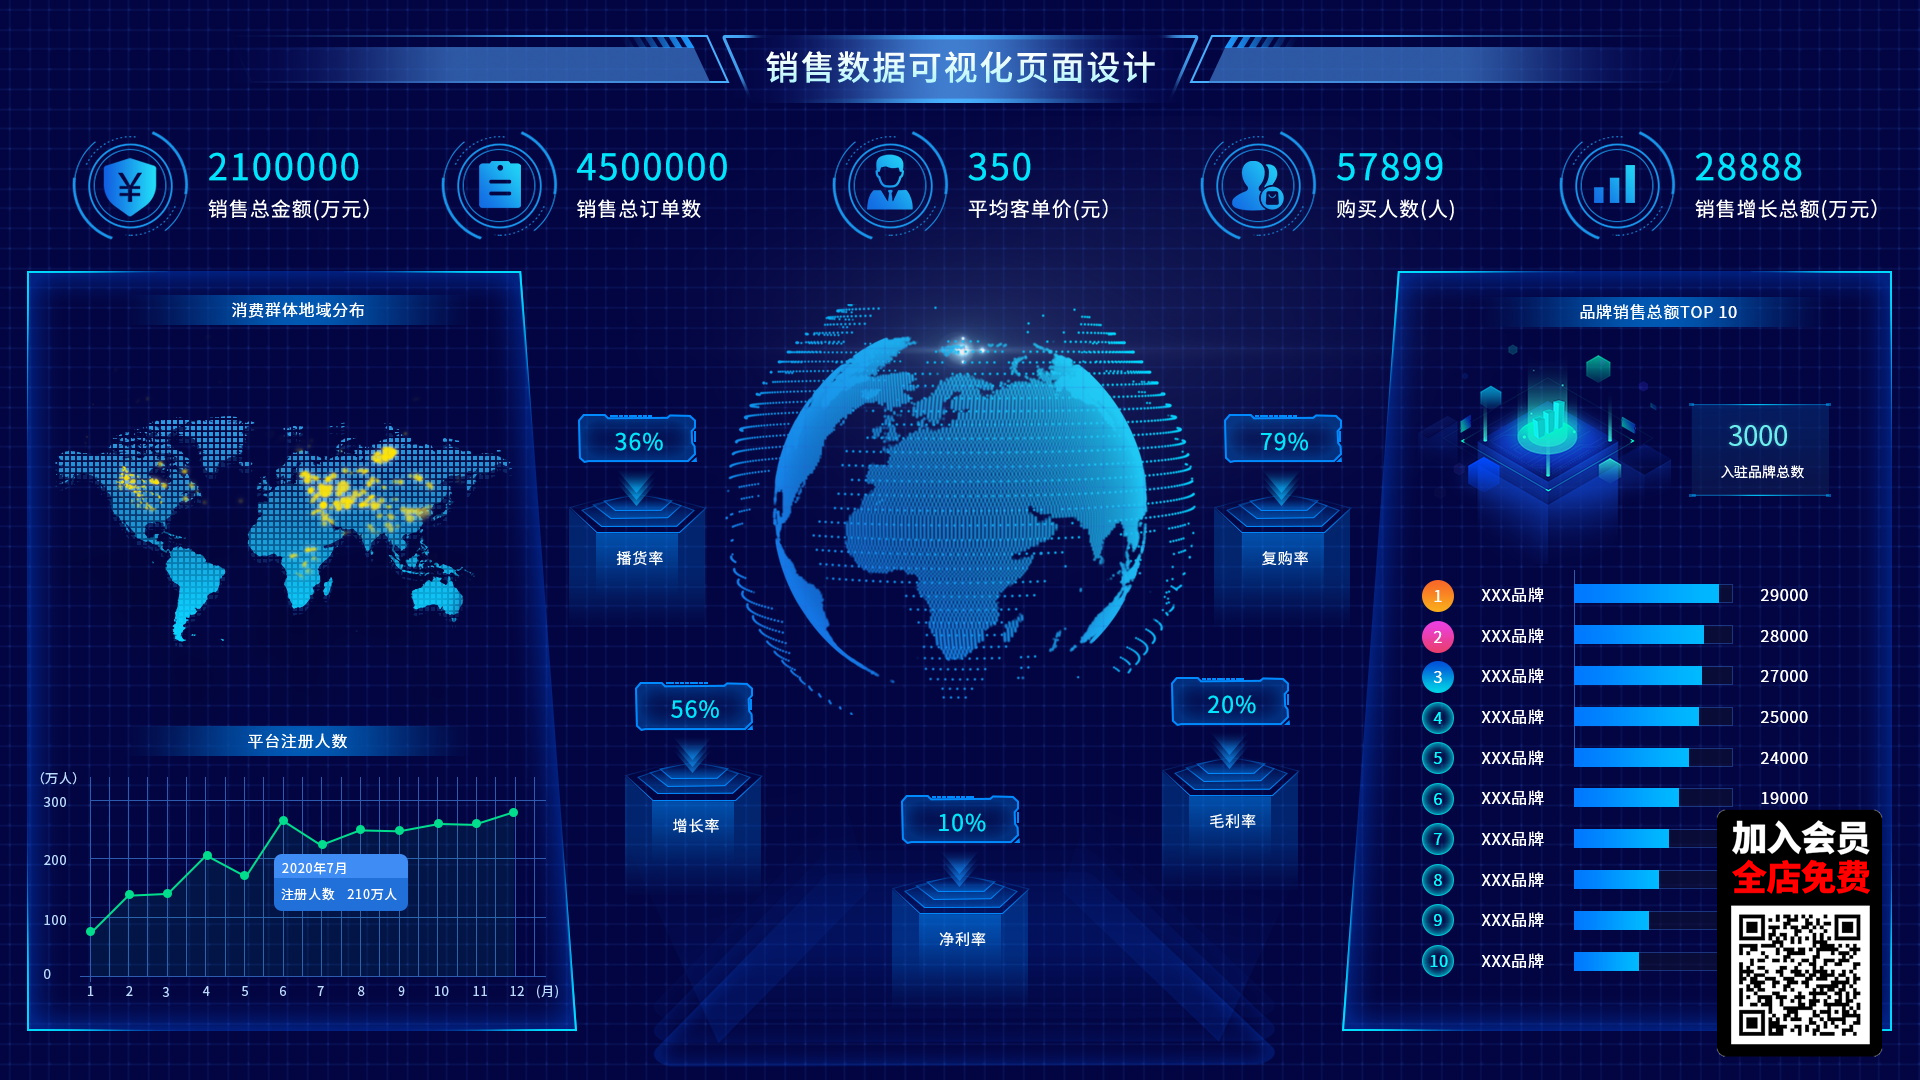 销售数据可视化页面设计
2100000
销售总金额(万元）
4500000
销售总订单数
350
平均客单价(元）
57899
购买人数(人)
28888
销售增长总额(万元）
消费群体地域分布
36%
播货率
79%
复购率
56%
增长率
20%
毛利率
10%
净利率
品牌销售总额TOP 10
3000
入驻品牌总数
1 XXX品牌 29000
2 XXX品牌 28000
3 XXX品牌 27000
4 XXX品牌 25000
5 XXX品牌 24000
6 XXX品牌 19000
7 XXX品牌
8 XXX品牌
9 XXX品牌
10 XXX品牌
平台注册人数
（万人）
300
200
100
0
2020年7月
注册人数 210万人
1 2 3 4 5 6 7 8 9 10 11 12 (月)
加入会员
全店免费